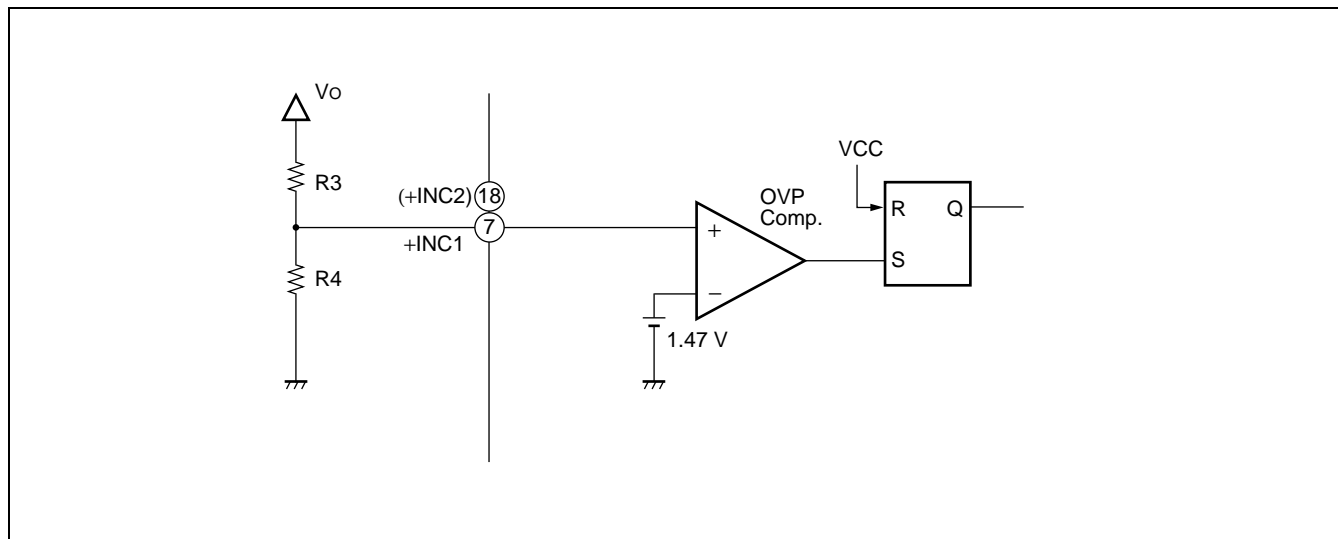 Vo
R3
R4
(+INC2) 18
7
+INC1
+
−
1.47 V
OVP
Comp.
VCC
R
Q
S